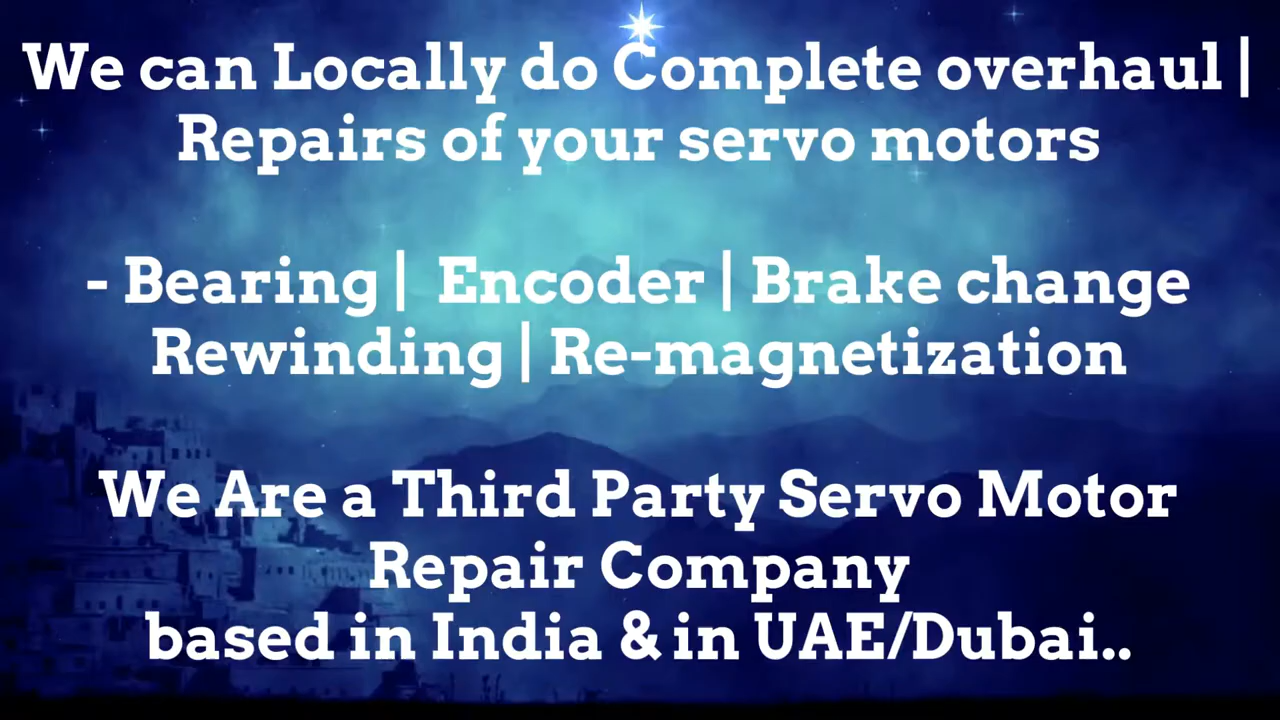 We can Locally do Complete overhaul |
Repairs of your servo motors
- Bearing | Encoder | Brake change
Rewinding | Re-magnetization
We Are a Third Party Servo Motor
Repair Company
based in India & in UAE/Dubai..